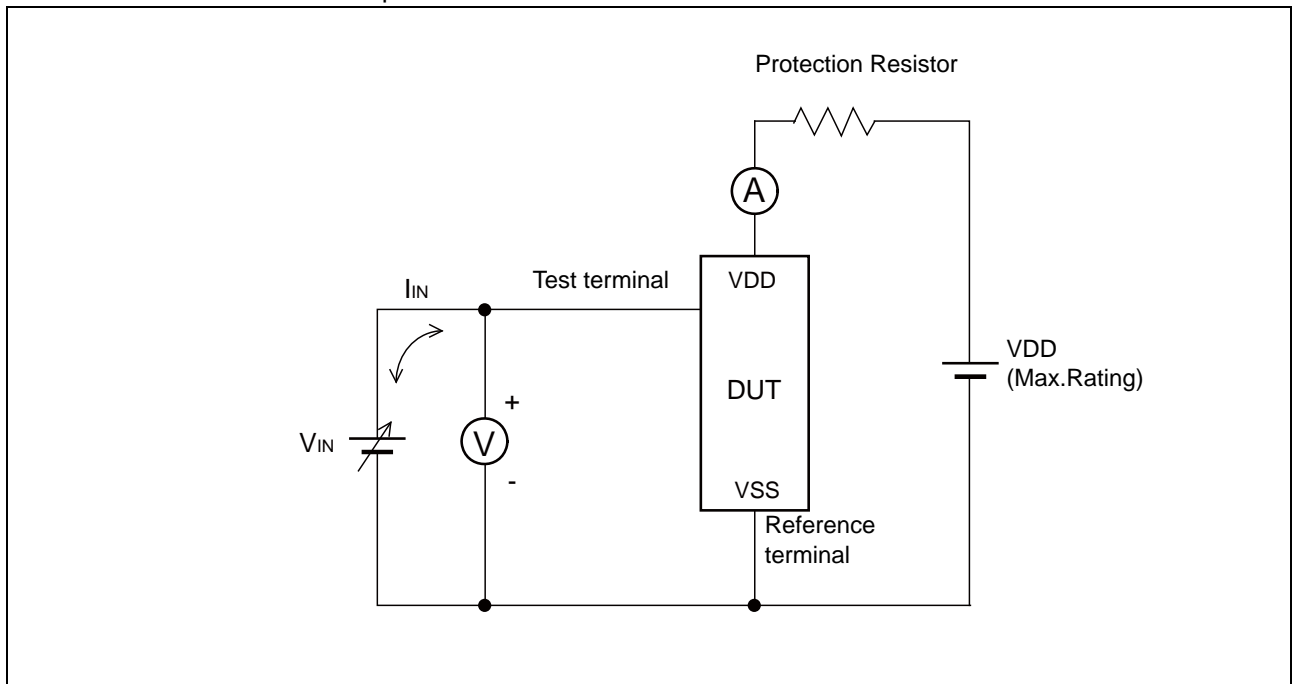 Protection Resistor
A
Test terminal
VDD
IIN
VDD
(Max.Rating)
DUT
+
VIN
V
-
VSS
Reference
terminal